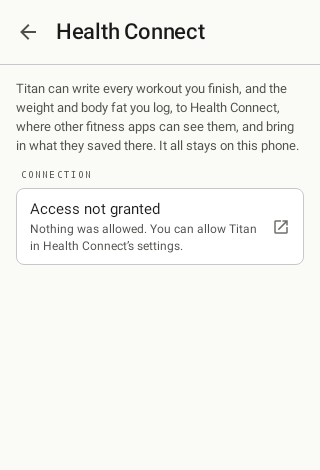 Health Connect
Titan can write every workout you finish, and the
weight and body fat you log, to Health Connect,
where other fitness apps can see them, and bring
in what they saved there. It all stays on this phone.
CONNECTION
Access not granted
Nothing was allowed. You can allow Titan
in Health Connect's settings.